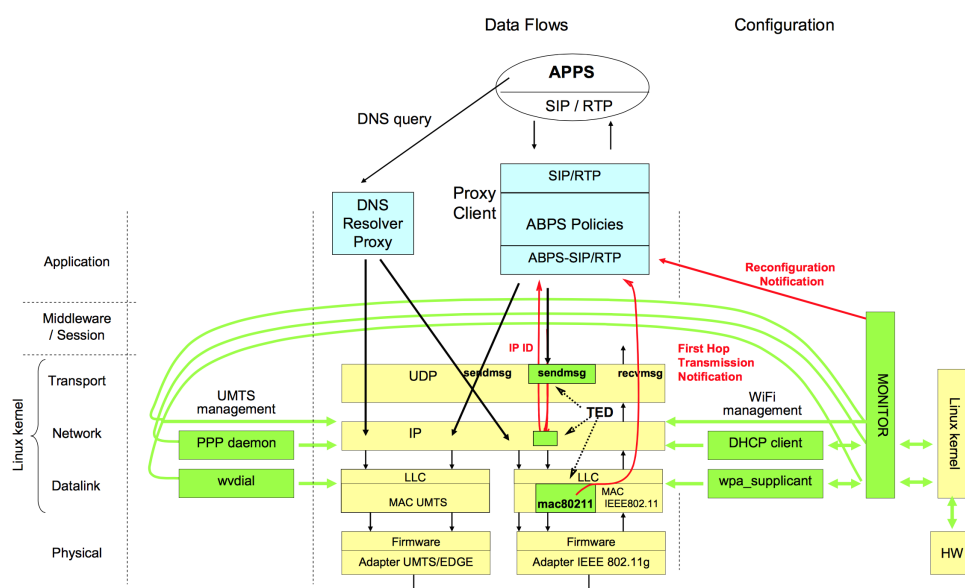 Data Flows
Configuration
APPS
SIP / RTP
DNS query
SIP/RTP
Proxy
Client
ABPS Policies
ABPS-SIP/RTP
DNS
Resolver
Proxy
Application
Reconfiguration
Notification
Middleware
/ Session
IP ID
First Hop
Transmission
Notification
Transport
UDP
sendmsg
sendmsg
recvmsg
MONITOR
Linux kernel
UMTS
management
TED
WiFi
management
Linux kernel
Network
PPP daemon
IP
DHCP client
Datalink
wvdial
LLC
MAC UMTS
LLC
mac80211
MAC
IEEE802.11
wpa_supplicant
Physical
Firmware
Adapter UMTS/EDGE
Firmware
Adapter IEEE 802.11g
HW